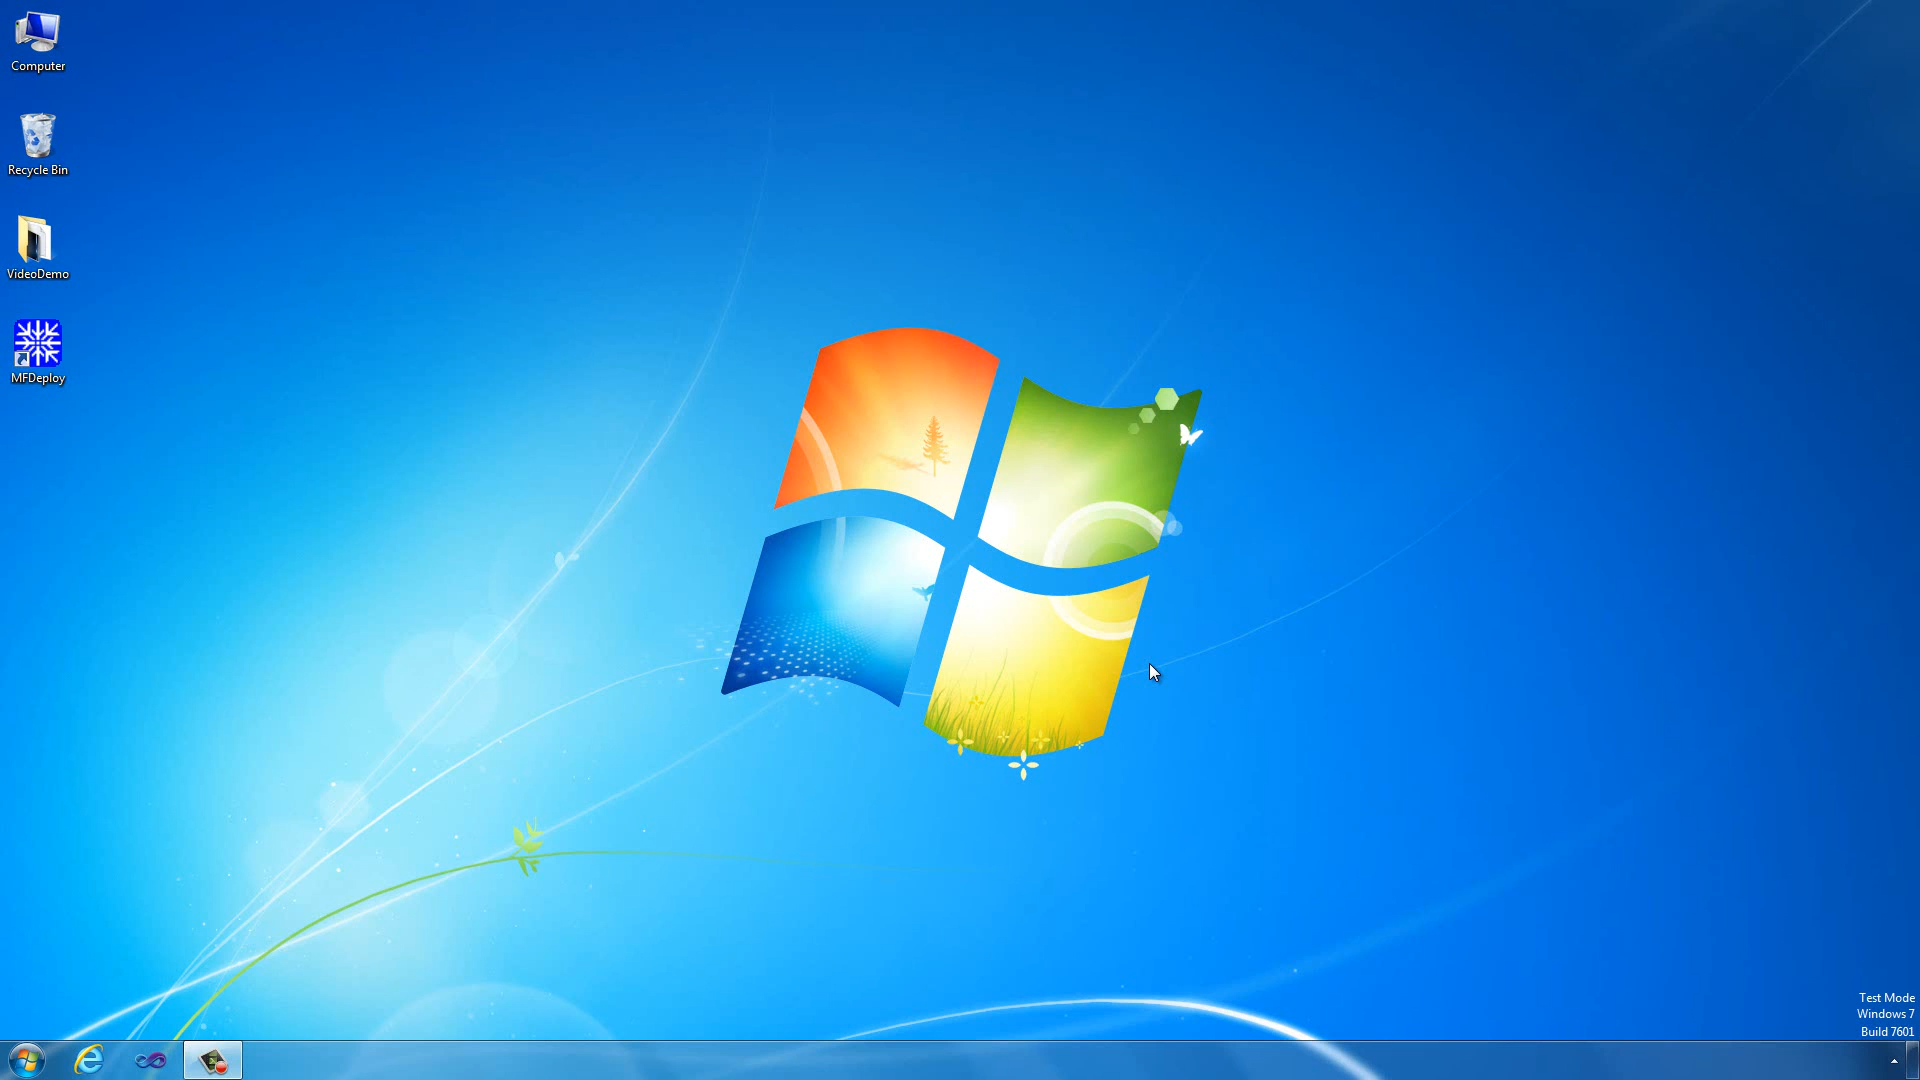 Computer
Recycle Bin
VideoDemo
MFDeploy
Test Mode
Windows 7
Build 7601